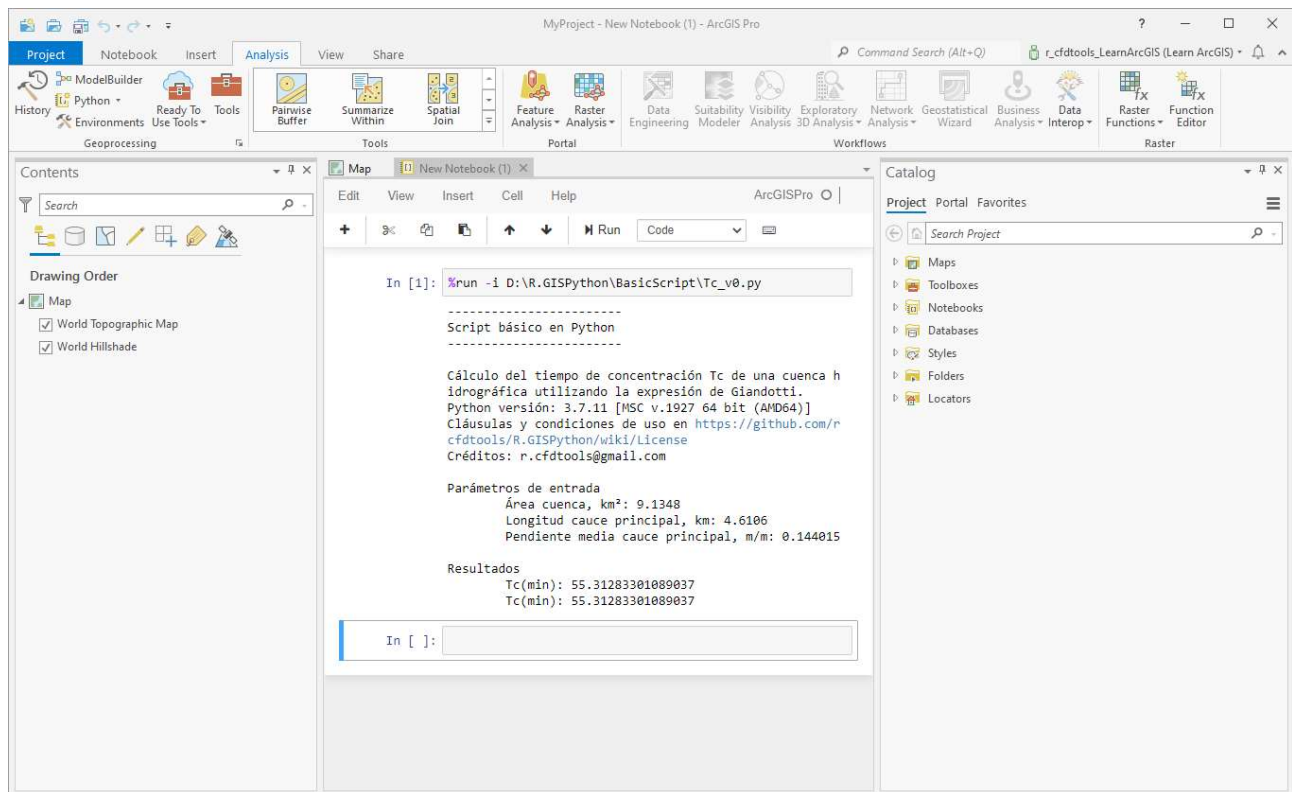 MyProject - New Notebook (1) - ArcGIS Pro
?
Project Notebook Insert Analysis View Share
Command Search (Alt+Q)
r_cfdtools_LearnArcGIS (Learn ArcGIS)
History
ModelBuilder
Python
Environments
Ready To Use Tools
Tools
Geoprocessing
Pairwise Buffer
Summarize Within
Spatial Join
Tools
Feature Analysis
Raster Analysis
Portal
Data Engineering
Suitability Modeler
Visibility Analysis
Exploratory 3D Analysis
Network Analysis
Geostatistical Wizard
Business Analysis
Data Interop
Workflows
Raster Functions
Function Editor
Raster
Contents
Search
Drawing Order
Map
World Topographic Map
World Hillshade
Map New Notebook (1)
Edit View Insert Cell Help ArcGISPro
Run Code
In [1]: %run -i D:\R.GISPython\BasicScript\Tc_v0.py
------------------------
Script básico en Python
------------------------
Cálculo del tiempo de concentración Tc de una cuenca h
idrográfica utilizando la expresión de Giandotti.
Python versión: 3.7.11 [MSC v.1927 64 bit (AMD64)]
Cláusulas y condiciones de uso en https://github.com/r
cfdtools/R.GISPython/wiki/License
Créditos: r.cfdtools@gmail.com
Parámetros de entrada
Área cuenca, km²: 9.1348
Longitud cauce principal, km: 4.6106
Pendiente media cauce principal, m/m: 0.144015
Resultados
Tc(min): 55.31283301089037
Tc(min): 55.31283301089037
In [ ]:
Catalog
Project Portal Favorites
Search Project
Maps
Toolboxes
Notebooks
Databases
Styles
Folders
Locators